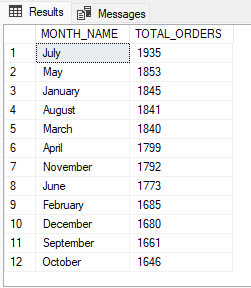 Results Messages
MONTH_NAME TOTAL_ORDERS
1 July 1935
2 May 1853
3 January 1845
4 August 1841
5 March 1840
6 April 1799
7 November 1792
8 June 1773
9 February 1685
10 December 1680
11 September 1661
12 October 1646